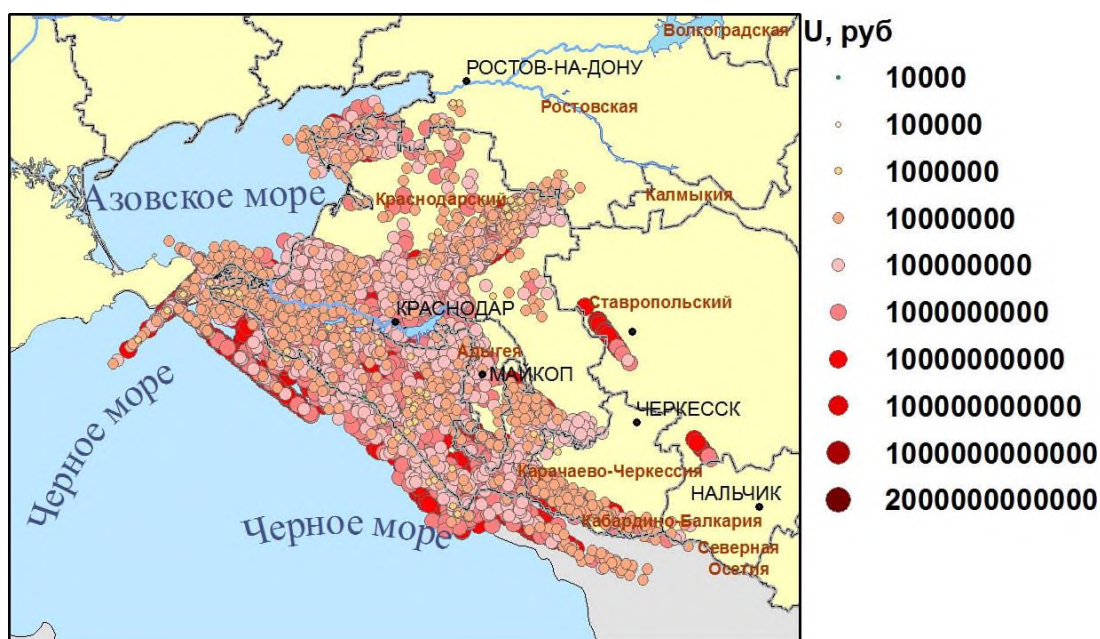 Волгоградская
РОСТОВ-НА-ДОНУ
Ростовская
Азовское море
Краснодарский
Калмыкия
КРАСНОДАР
Ставропольский
Адыгея
МАЙКОП
Черное море
ЧЕРКЕССК
Карачаево-Черкессия
НАЛЬЧИК
Черное море
Кабардино-Балкария
Северная
Осетия
U, руб
10000
100000
1000000
10000000
100000000
1000000000
10000000000
100000000000
1000000000000
2000000000000